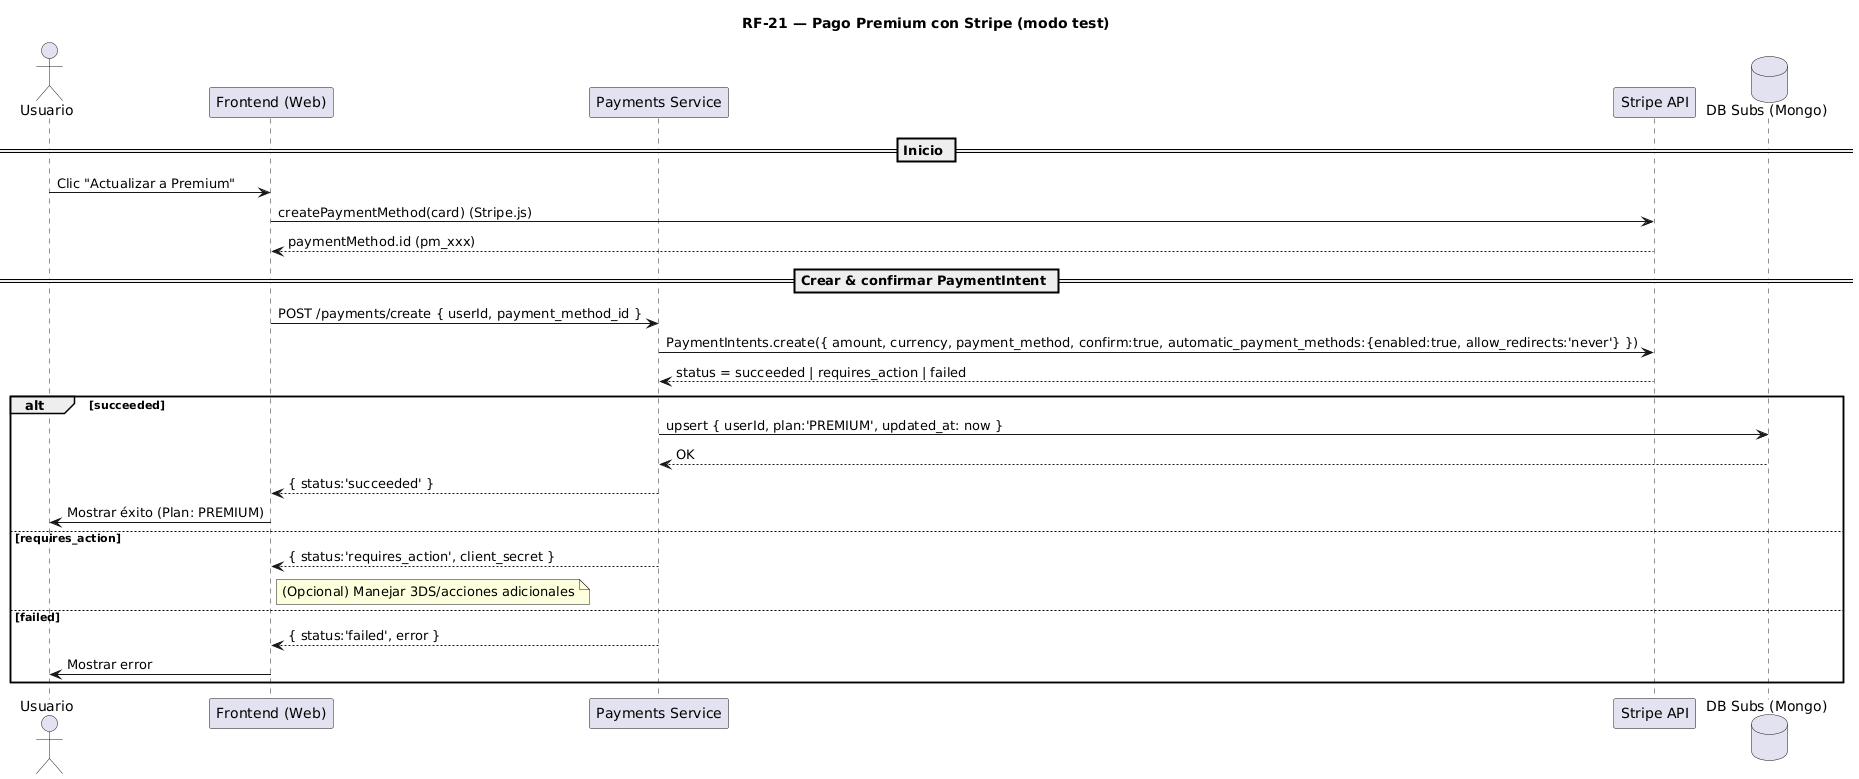 RF-21 — Pago Premium con Stripe (modo test)
Usuario
Frontend (Web)
Payments Service
Stripe API
DB Subs (Mongo)
Inicio
Clic "Actualizar a Premium"
createPaymentMethod(card) (Stripe.js)
paymentMethod.id (pm_xxx)
Crear & confirmar PaymentIntent
POST /payments/create { userId, payment_method_id }
PaymentIntents.create({ amount, currency, payment_method, confirm:true, automatic_payment_methods:{enabled:true, allow_redirects:'never'} })
status = succeeded | requires_action | failed
alt [succeeded]
upsert { userId, plan:'PREMIUM', updated_at: now }
OK
{ status:'succeeded' }
Mostrar éxito (Plan: PREMIUM)
[requires_action]
{ status:'requires_action', client_secret }
(Opcional) Manejar 3DS/acciones adicionales
[failed]
{ status:'failed', error }
Mostrar error
Usuario
Frontend (Web)
Payments Service
Stripe API
DB Subs (Mongo)